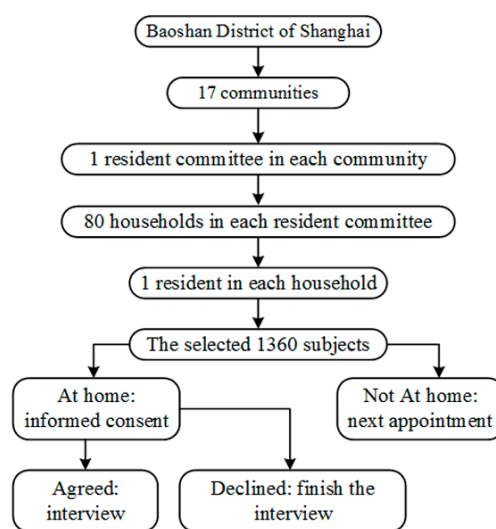 Baoshan District of Shanghai
17 communities
1 resident committee in each community
80 households in each resident committee
1 resident in each household
The selected 1360 subjects
At home:
informed consent
Not At home:
next appointment
Agreed:
interview
Declined: finish the
interview